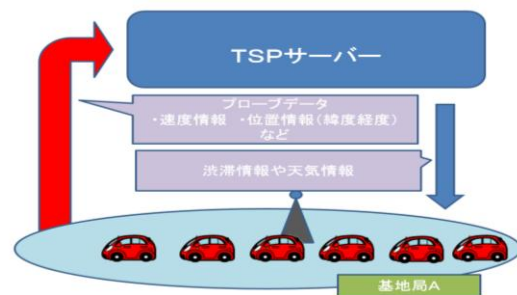 TSPサーバー
プローブデータ
・速度情報 ・位置情報(緯度経度)
など
渋滞情報や天気情報
基地局A